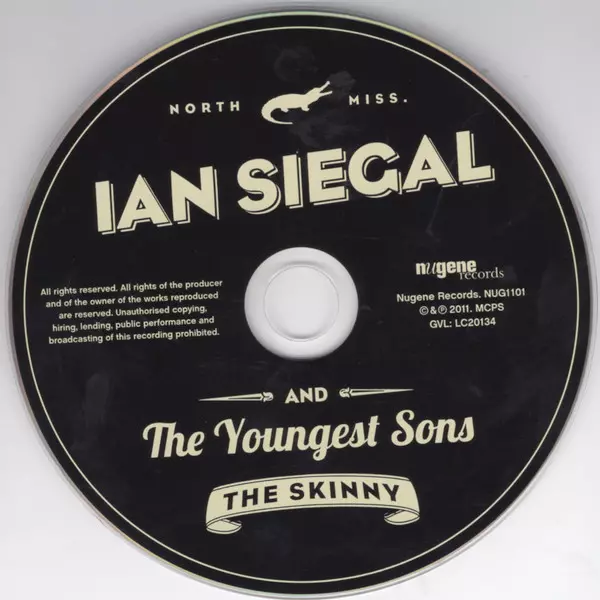 NORTH MISS.
IAN SIEGAL
All rights reserved. All rights of the producer
and of the owner of the works reproduced
are reserved. Unauthorised copying,
hiring, lending, public performance and
broadcasting of this recording prohibited.
nugene
records
Nugene Records. NUG1101
©&℗ 2011. MCPS
GVL: LC20134
AND
The Youngest Sons
THE SKINNY